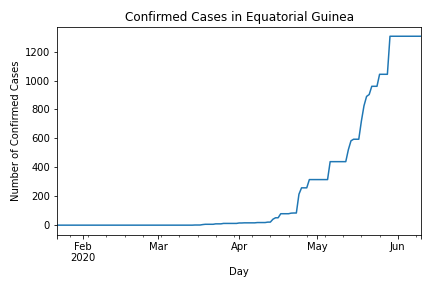 Confirmed Cases in Equatorial Guinea
Number of Confirmed Cases
1200
1000
800
600
400
200
0
Feb Mar Apr May Jun
2020
Day